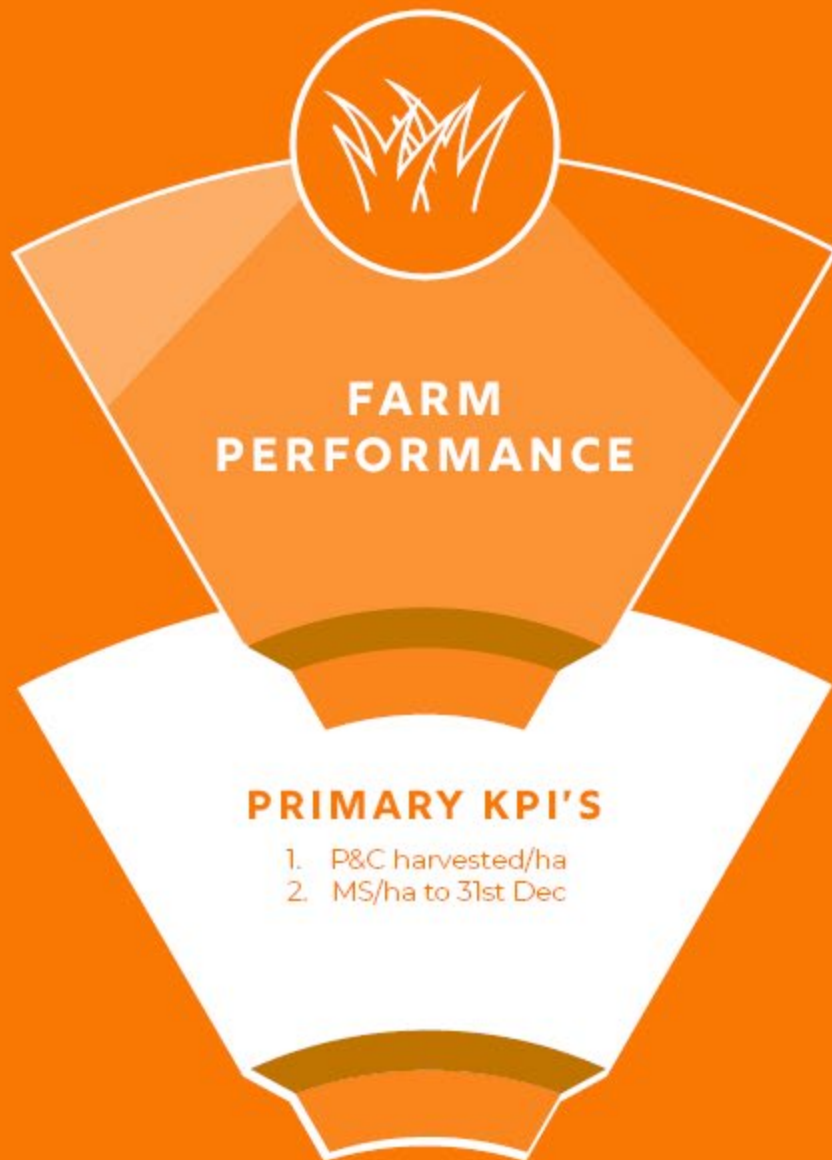 FARM
PERFORMANCE
PRIMARY KPI'S
1. P&C harvested/ha
2. MS/ha to 31st Dec